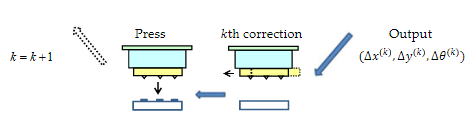 Press
kth correction
Output
k = k+1
(Δx⁽ᵏ⁾, Δy⁽ᵏ⁾, Δθ⁽ᵏ⁾)